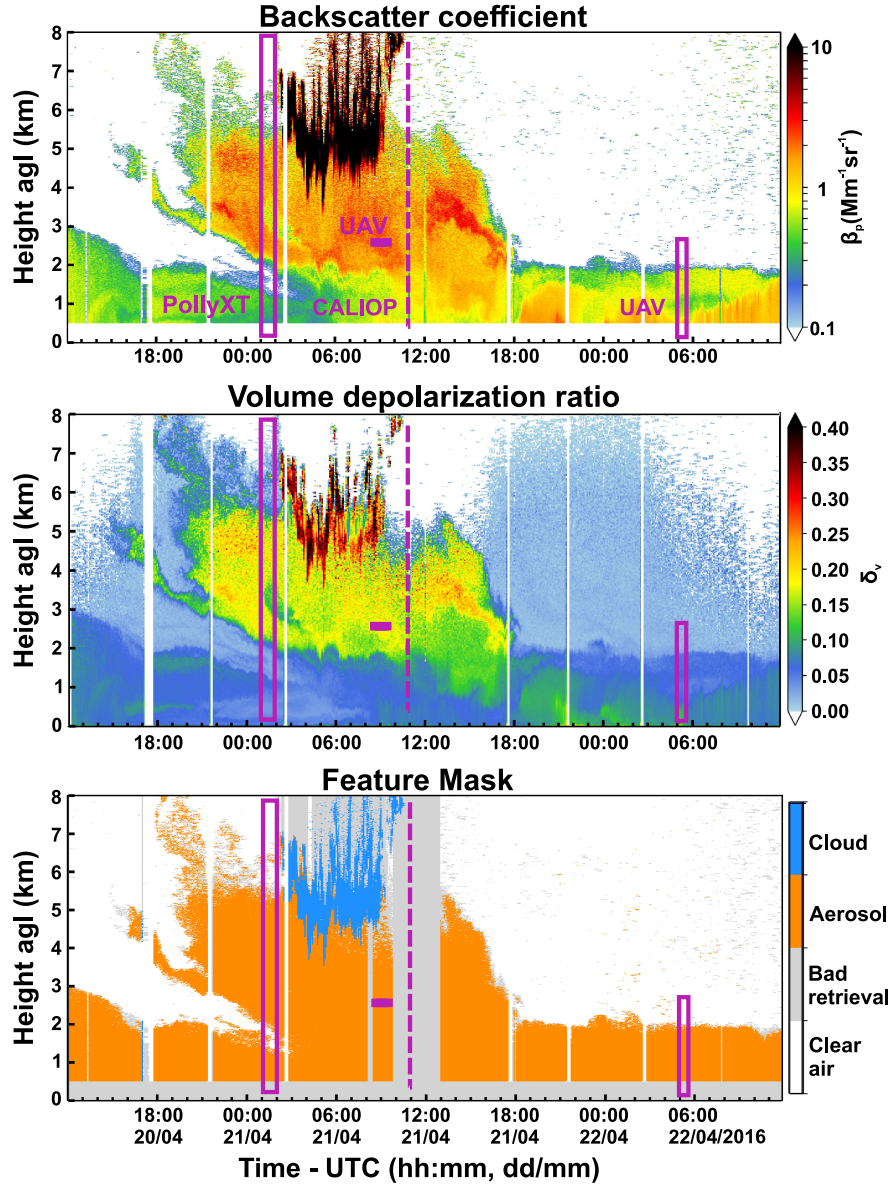 Backscatter coefficient
Height agl (km)
8
7
6
5
4
3
2
1
0
UAV
PollyXT
CALIOP
UAV
18:00 00:00 06:00 12:00 18:00 00:00 06:00
10
1
0.1
βp(Mm⁻¹sr⁻¹)
Volume depolarization ratio
Height agl (km)
8
7
6
5
4
3
2
1
0
18:00 00:00 06:00 12:00 18:00 00:00 06:00
0.40
0.35
0.30
0.25
0.20
0.15
0.10
0.05
0.00
δv
Feature Mask
Height agl (km)
8
7
6
5
4
3
2
1
0
Cloud
Aerosol
Bad
retrieval
Clear
air
18:00 00:00 06:00 12:00 18:00 00:00 06:00
20/04 21/04 21/04 21/04 21/04 22/04 22/04/2016
Time - UTC (hh:mm, dd/mm)